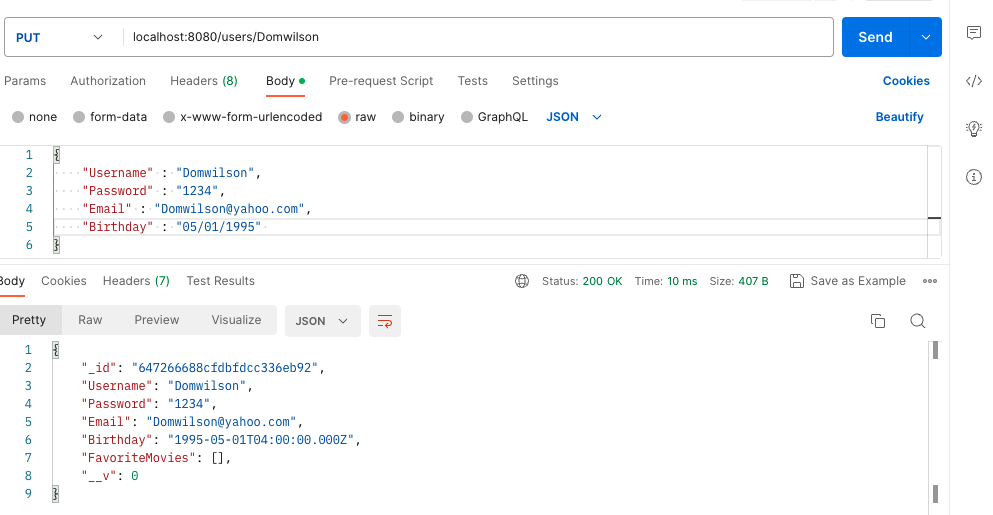 PUT localhost:8080/users/Domwilson Send
Params Authorization Headers (8) Body Pre-request Script Tests Settings Cookies
none form-data x-www-form-urlencoded raw binary GraphQL JSON Beautify
1 {
2 "Username" : "Domwilson",
3 "Password" : "1234",
4 "Email" : "Domwilson@yahoo.com",
5 "Birthday" : "05/01/1995"
6 }
Body Cookies Headers (7) Test Results Status: 200 OK Time: 10 ms Size: 407 B Save as Example
Pretty Raw Preview Visualize JSON
1 {
2 "_id": "647266688cfdbfdcc336eb92",
3 "Username": "Domwilson",
4 "Password": "1234",
5 "Email": "Domwilson@yahoo.com",
6 "Birthday": "1995-05-01T04:00:00.000Z",
7 "FavoriteMovies": [],
8 "__v": 0
9 }